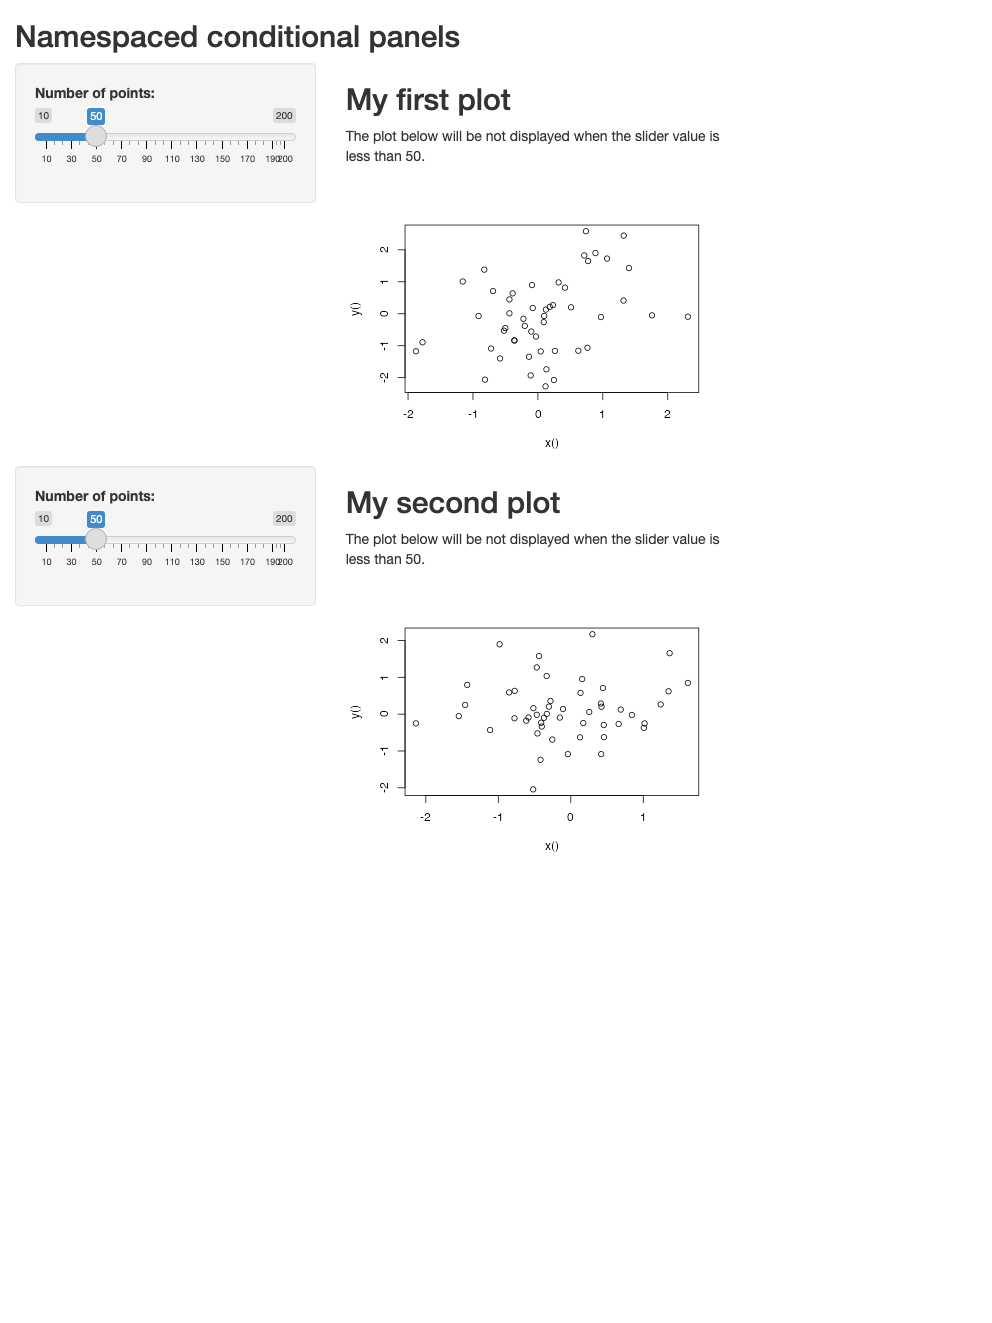 Namespaced conditional panels
Number of points:
10 50 200
10 30 50 70 90 110 130 150 170 190 200
My first plot
The plot below will be not displayed when the slider value is
less than 50.
y()
2
1
0
-1
-2
-2 -1 0 1 2
x()
Number of points:
10 50 200
10 30 50 70 90 110 130 150 170 190 200
My second plot
The plot below will be not displayed when the slider value is
less than 50.
y()
2
1
0
-1
-2
-2 -1 0 1
x()